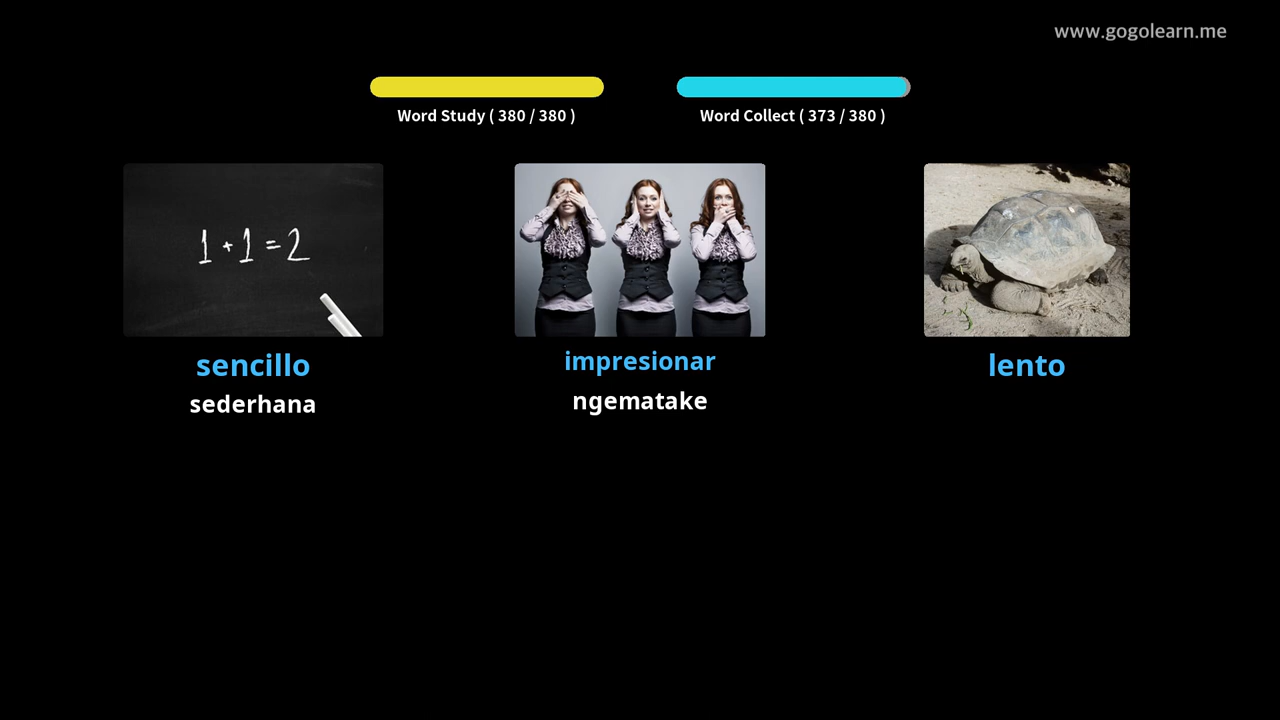 www.gogolearn.me
Word Study ( 380 / 380 )
Word Collect ( 373 / 380 )
1 + 1 = 2
sencillo
impresionar
lento
sederhana
ngematake